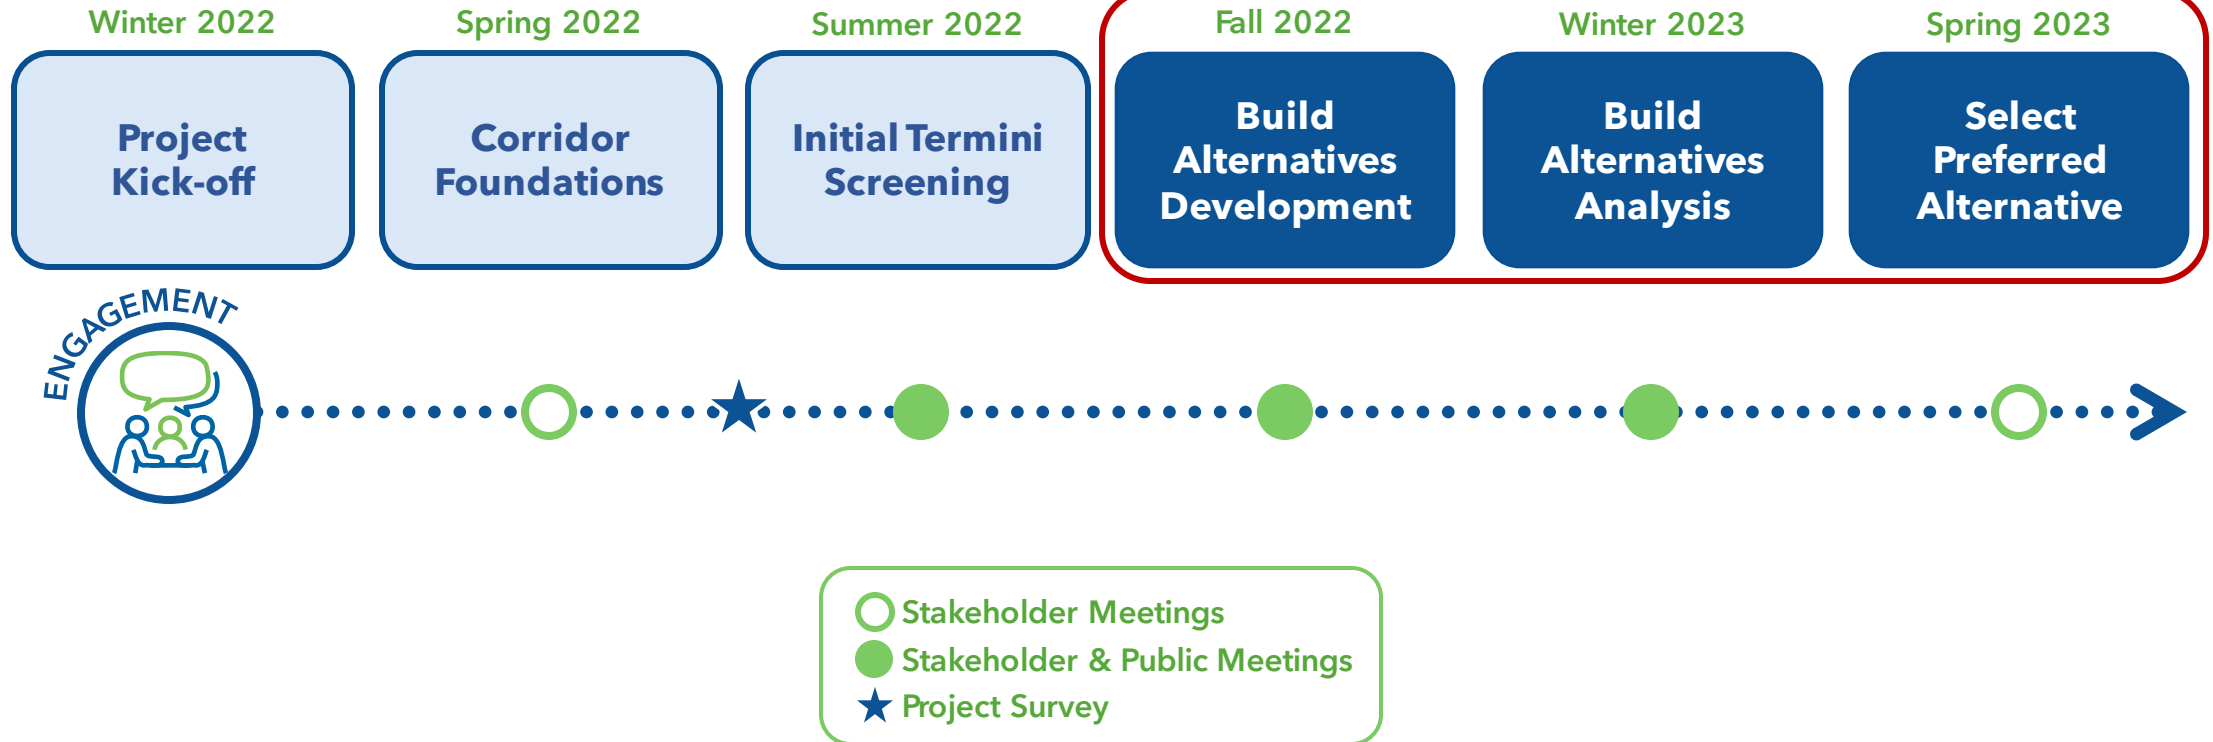 Winter 2022
Spring 2022
Summer 2022
Fall 2022
Winter 2023
Spring 2023
Project
Kick-off
Corridor
Foundations
Initial Termini
Screening
Build
Alternatives
Development
Build
Alternatives
Analysis
Select
Preferred
Alternative
ENGAGEMENT
Stakeholder Meetings
Stakeholder & Public Meetings
Project Survey